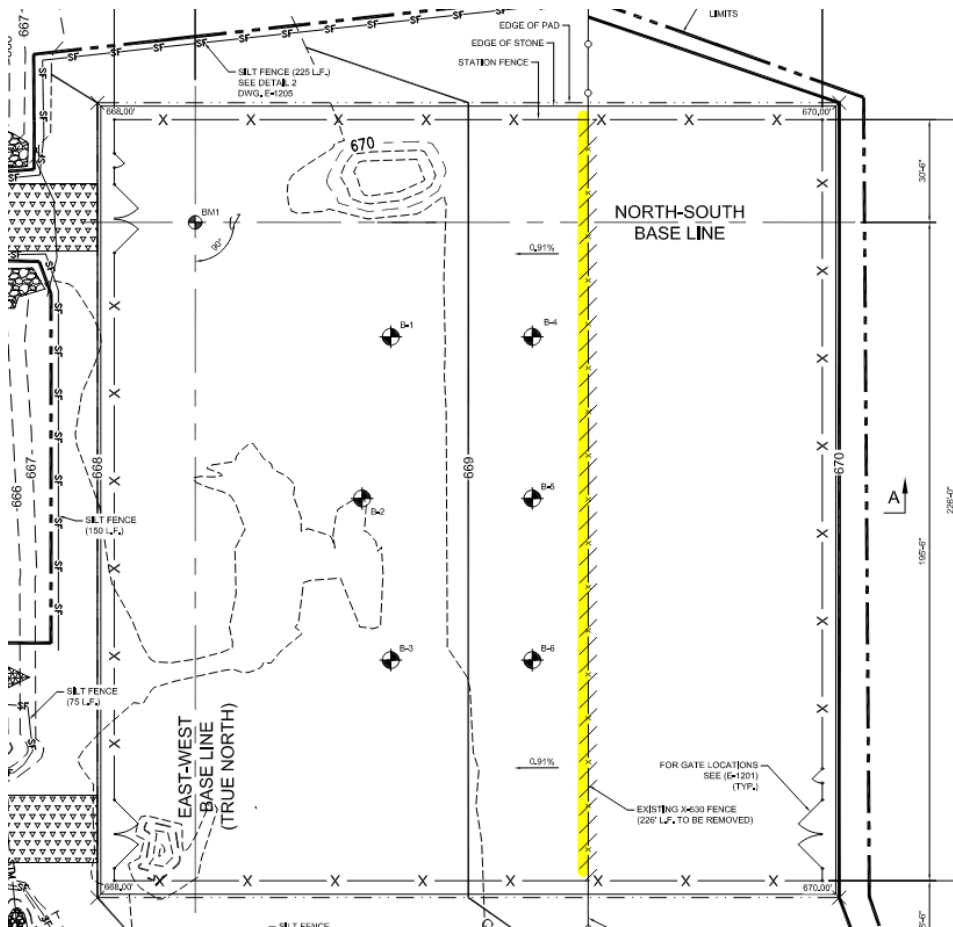 667
LIMITS
EDGE OF PAD
EDGE OF STONE
STATION FENCE
SF
SILT FENCE (225 L.F.)
SEE DETAIL 2
DWG. E-1205
668.00'
670.00'
670
30'-6"
BM1
90°
NORTH-SOUTH
BASE LINE
0.91%
B-1
B-4
668
669
670
667
666
A
226'-0"
B-2
B-5
SILT FENCE
(150 L.F.)
195'-6"
B-3
B-6
SILT FENCE
(75 L.F.)
EAST-WEST
BASE LINE
(TRUE NORTH)
0.91%
FOR GATE LOCATIONS
SEE (E-1201)
(TYP.)
EXISTING X-530 FENCE
(226' L.F. TO BE REMOVED)
668.00'
670.00'
SILT FENCE